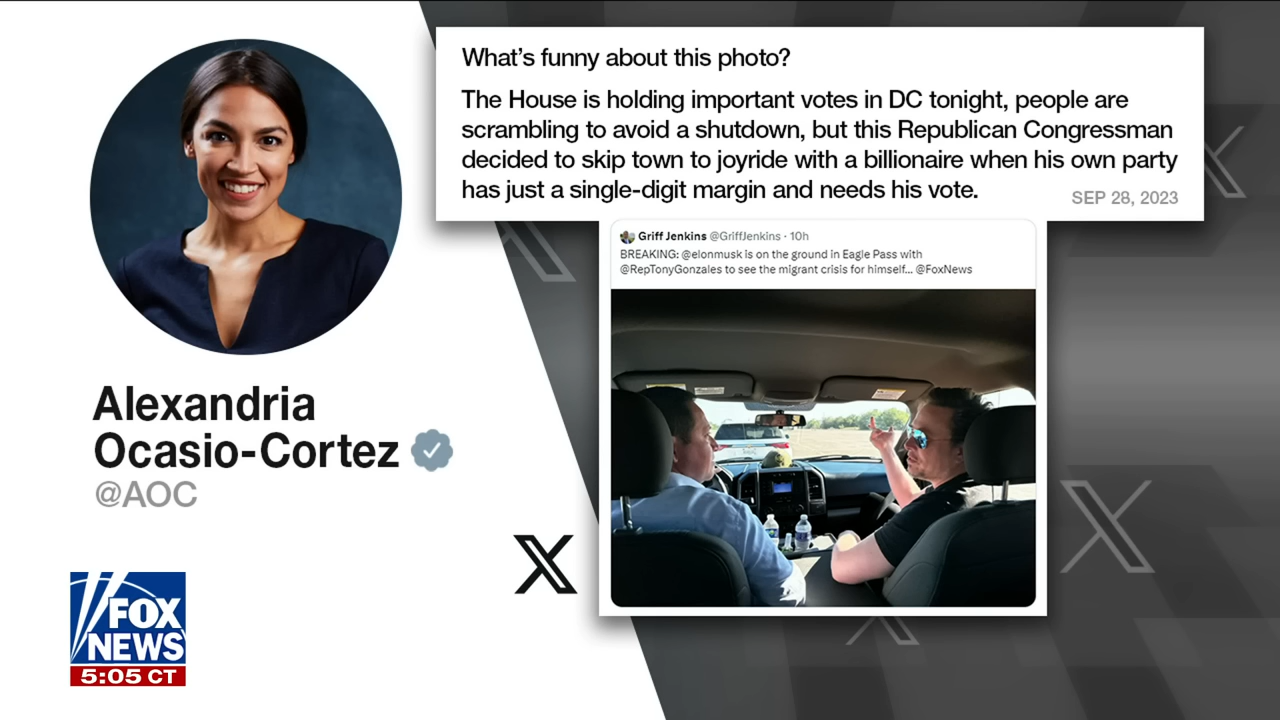 What's funny about this photo?
The House is holding important votes in DC tonight, people are
scrambling to avoid a shutdown, but this Republican Congressman
decided to skip town to joyride with a billionaire when his own party
has just a single-digit margin and needs his vote.
SEP 28, 2023
Griff Jenkins @GriffJenkins · 10h
BREAKING: @elonmusk is on the ground in Eagle Pass with
@RepTonyGonzales to see the migrant crisis for himself... @FoxNews
Alexandria
Ocasio-Cortez
@AOC
FOX
NEWS
5:05 CT